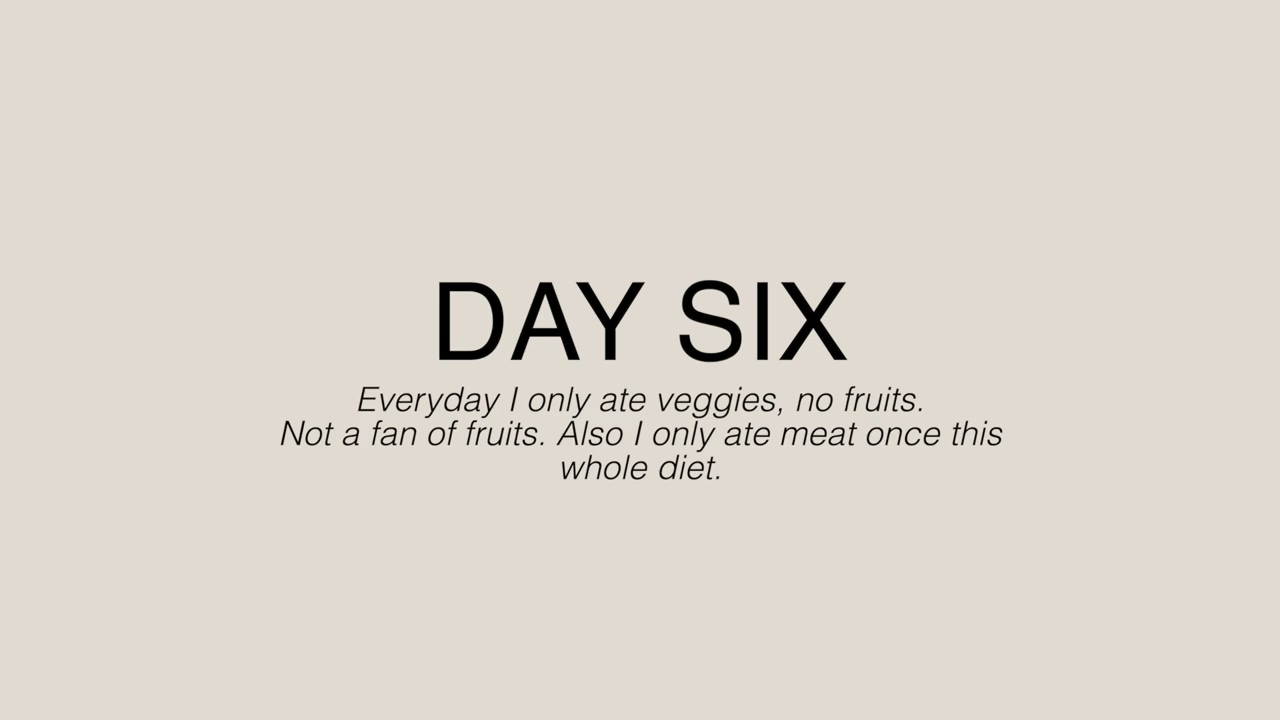 DAY SIX
Everyday I only ate veggies, no fruits.
Not a fan of fruits. Also I only ate meat once this
whole diet.